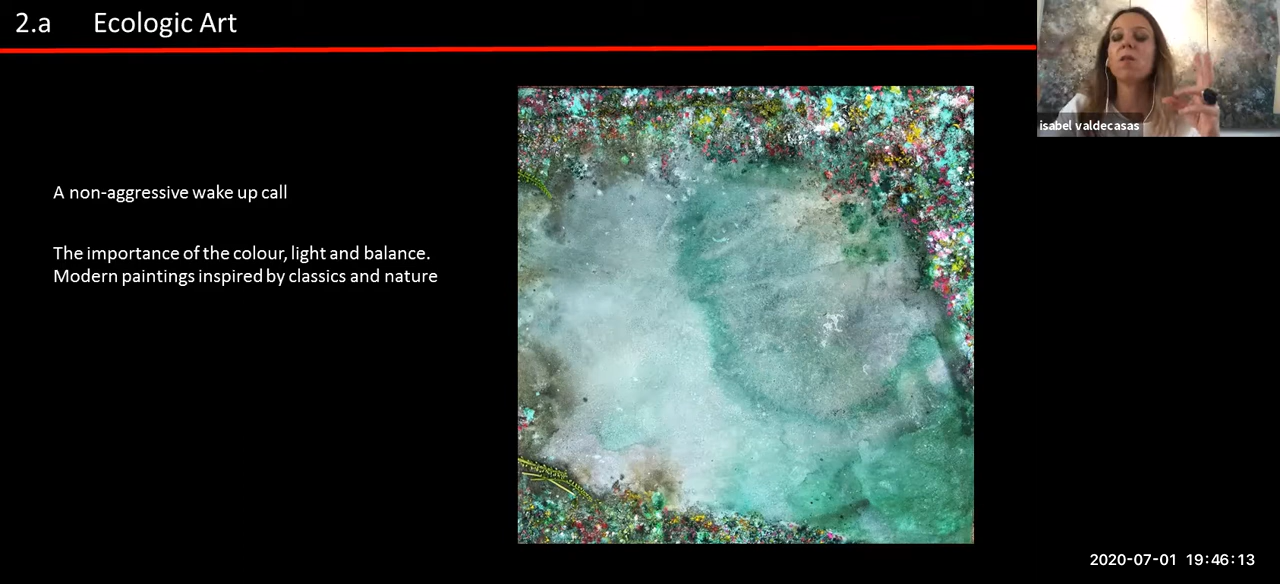 2.a Ecologic Art
isabel valdecasas
A non-aggressive wake up call
The importance of the colour, light and balance.
Modern paintings inspired by classics and nature
2020-07-01 19:46:13